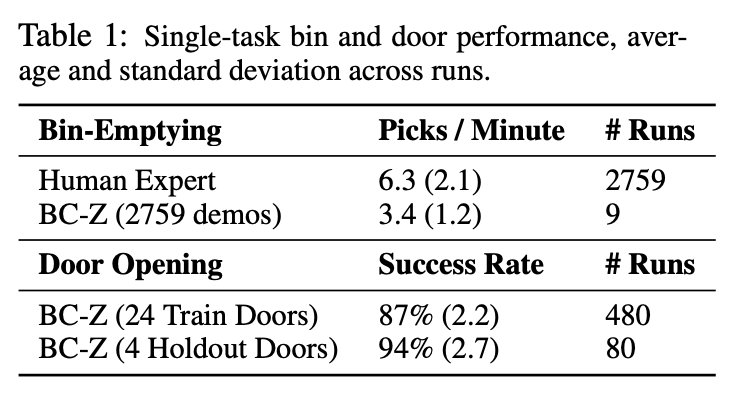 Table 1: Single-task bin and door performance, aver-
age and standard deviation across runs.
Bin-Emptying Picks / Minute # Runs
Human Expert 6.3 (2.1) 2759
BC-Z (2759 demos) 3.4 (1.2) 9
Door Opening Success Rate # Runs
BC-Z (24 Train Doors) 87% (2.2) 480
BC-Z (4 Holdout Doors) 94% (2.7) 80